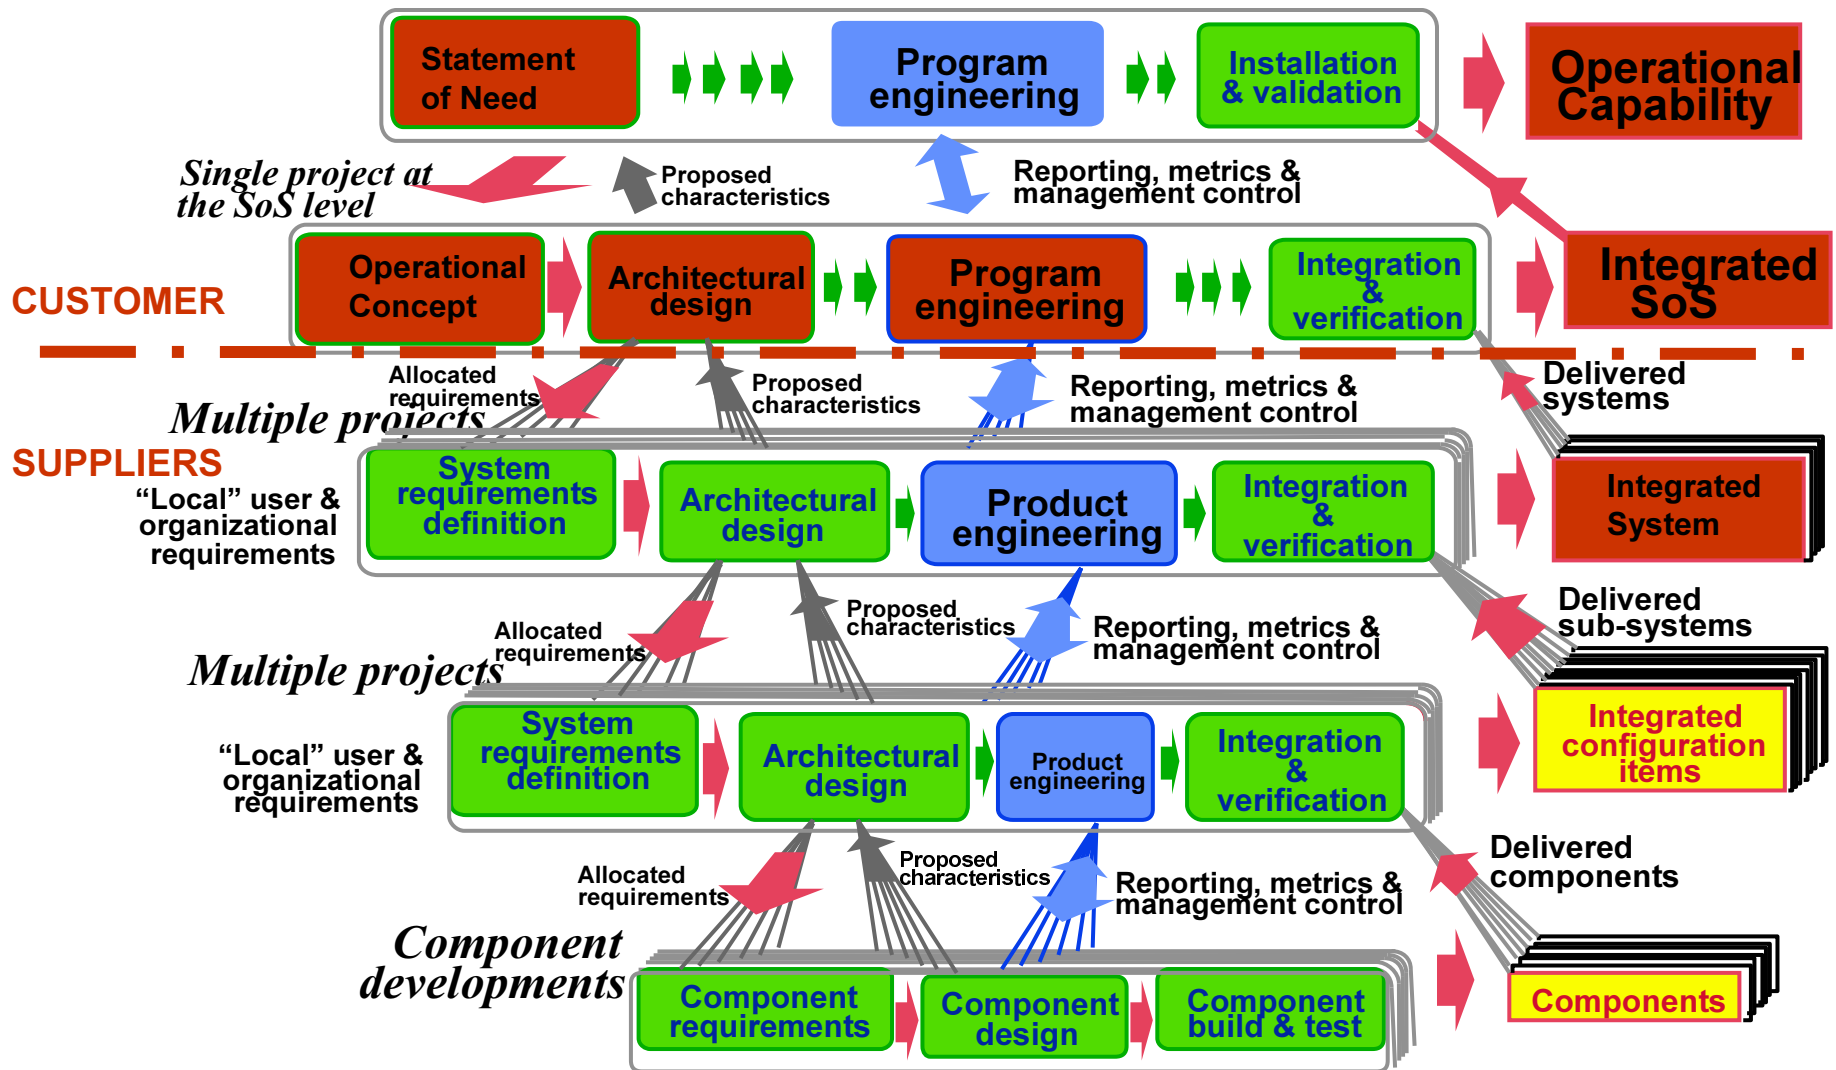 Statement
of Need
Program
engineering
Installation
& validation
Operational
Capability
Single project at
the SoS level
Proposed
characteristics
Reporting, metrics &
management control
Operational
Concept
Architectural
design
Program
engineering
Integration
&
verification
Integrated
SoS
CUSTOMER
Allocated
requirements
Proposed
characteristics
Reporting, metrics &
management control
Delivered
systems
Multiple projects
SUPPLIERS
“Local” user &
organizational
requirements
System
requirements
definition
Architectural
design
Product
engineering
Integration
&
verification
Integrated
System
Allocated
requirements
Proposed
characteristics
Reporting, metrics &
management control
Delivered
sub-systems
Multiple projects
“Local” user &
organizational
requirements
System
requirements
definition
Architectural
design
Product
engineering
Integration
&
verification
Integrated
configuration
items
Allocated
requirements
Proposed
characteristics
Reporting, metrics &
management control
Delivered
components
Component
developments
Component
requirements
Component
design
Component
build & test
Components